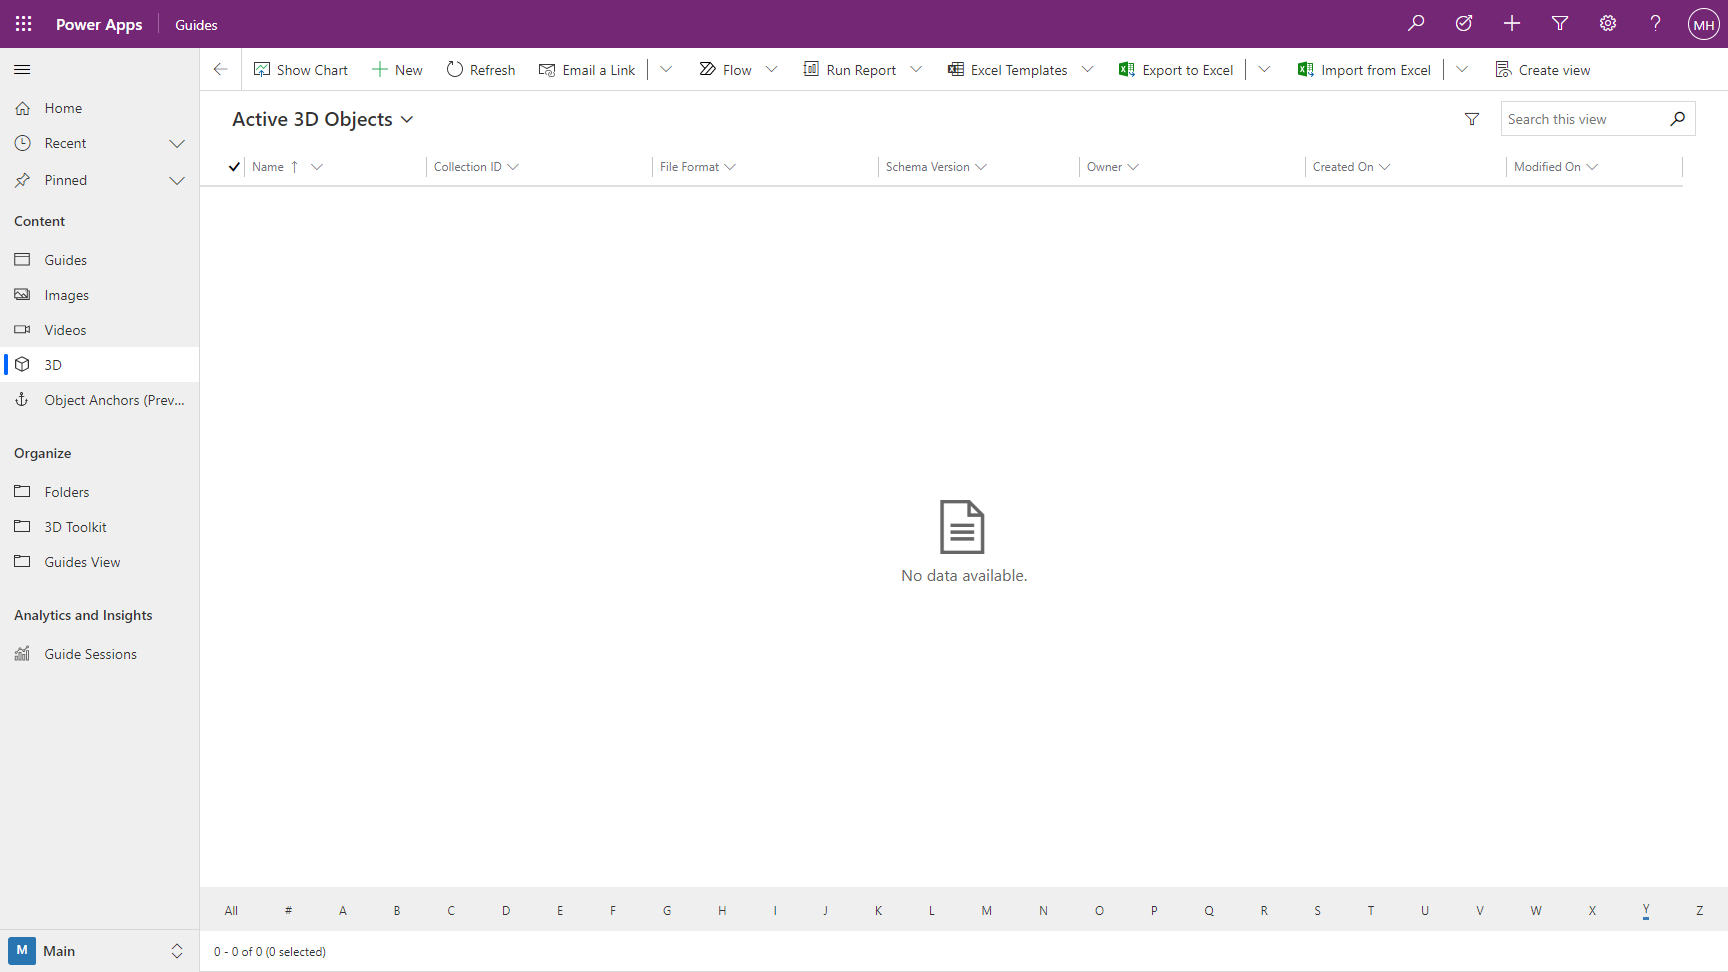 Power Apps
Guides
MH
Show Chart
New
Refresh
Email a Link
Flow
Run Report
Excel Templates
Export to Excel
Import from Excel
Create view
Home
Recent
Pinned
Content
Guides
Images
Videos
3D
Object Anchors (Prev...
Organize
Folders
3D Toolkit
Guides View
Analytics and Insights
Guide Sessions
M Main
Active 3D Objects
Search this view
Name
Collection ID
File Format
Schema Version
Owner
Created On
Modified On
No data available.
All # A B C D E F G H I J K L M N O P Q R S T U V W X Y Z
0 - 0 of 0 (0 selected)